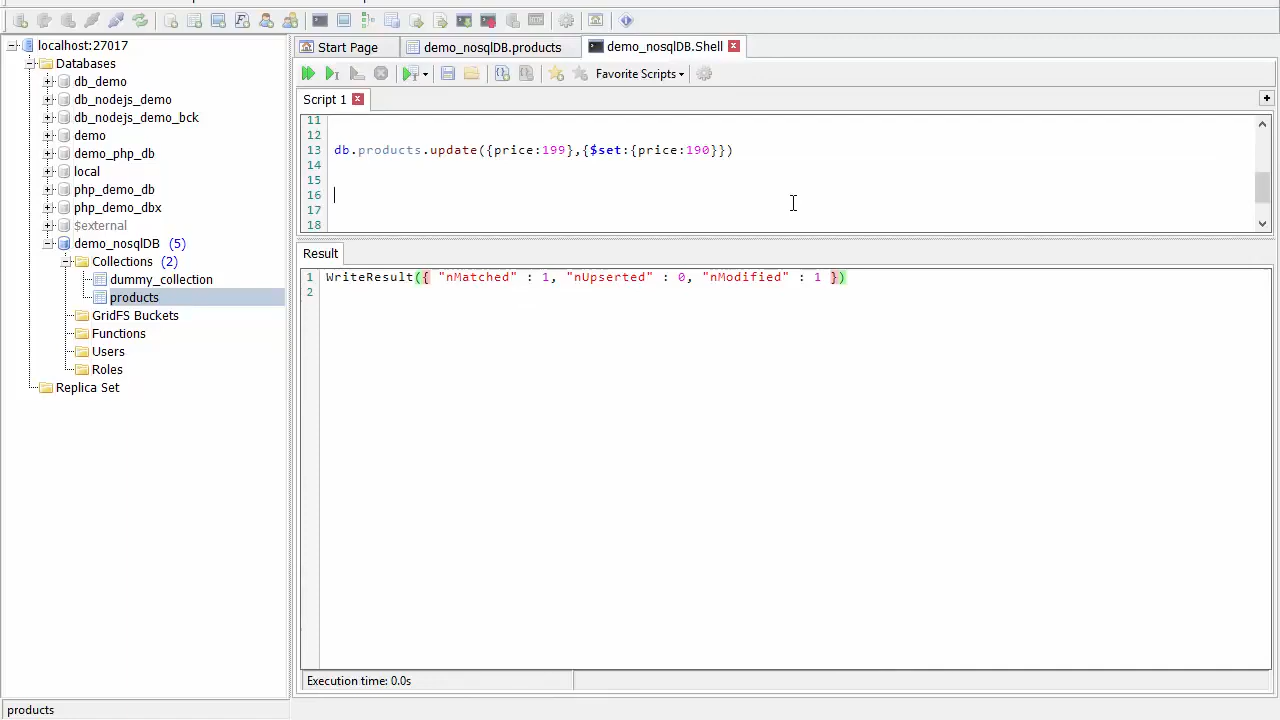 localhost:27017
Databases
db_demo
db_nodejs_demo
db_nodejs_demo_bck
demo
demo_php_db
local
php_demo_db
php_demo_dbx
$external
demo_nosqlDB (5)
Collections (2)
dummy_collection
products
GridFS Buckets
Functions
Users
Roles
Replica Set
products
Start Page
demo_nosqlDB.products
demo_nosqlDB.Shell
Favorite Scripts
Script 1
11
12
13 db.products.update({price:199},{$set:{price:190}})
14
15
16
17
18
Result
1 WriteResult({ "nMatched" : 1, "nUpserted" : 0, "nModified" : 1 })
2
Execution time: 0.0s